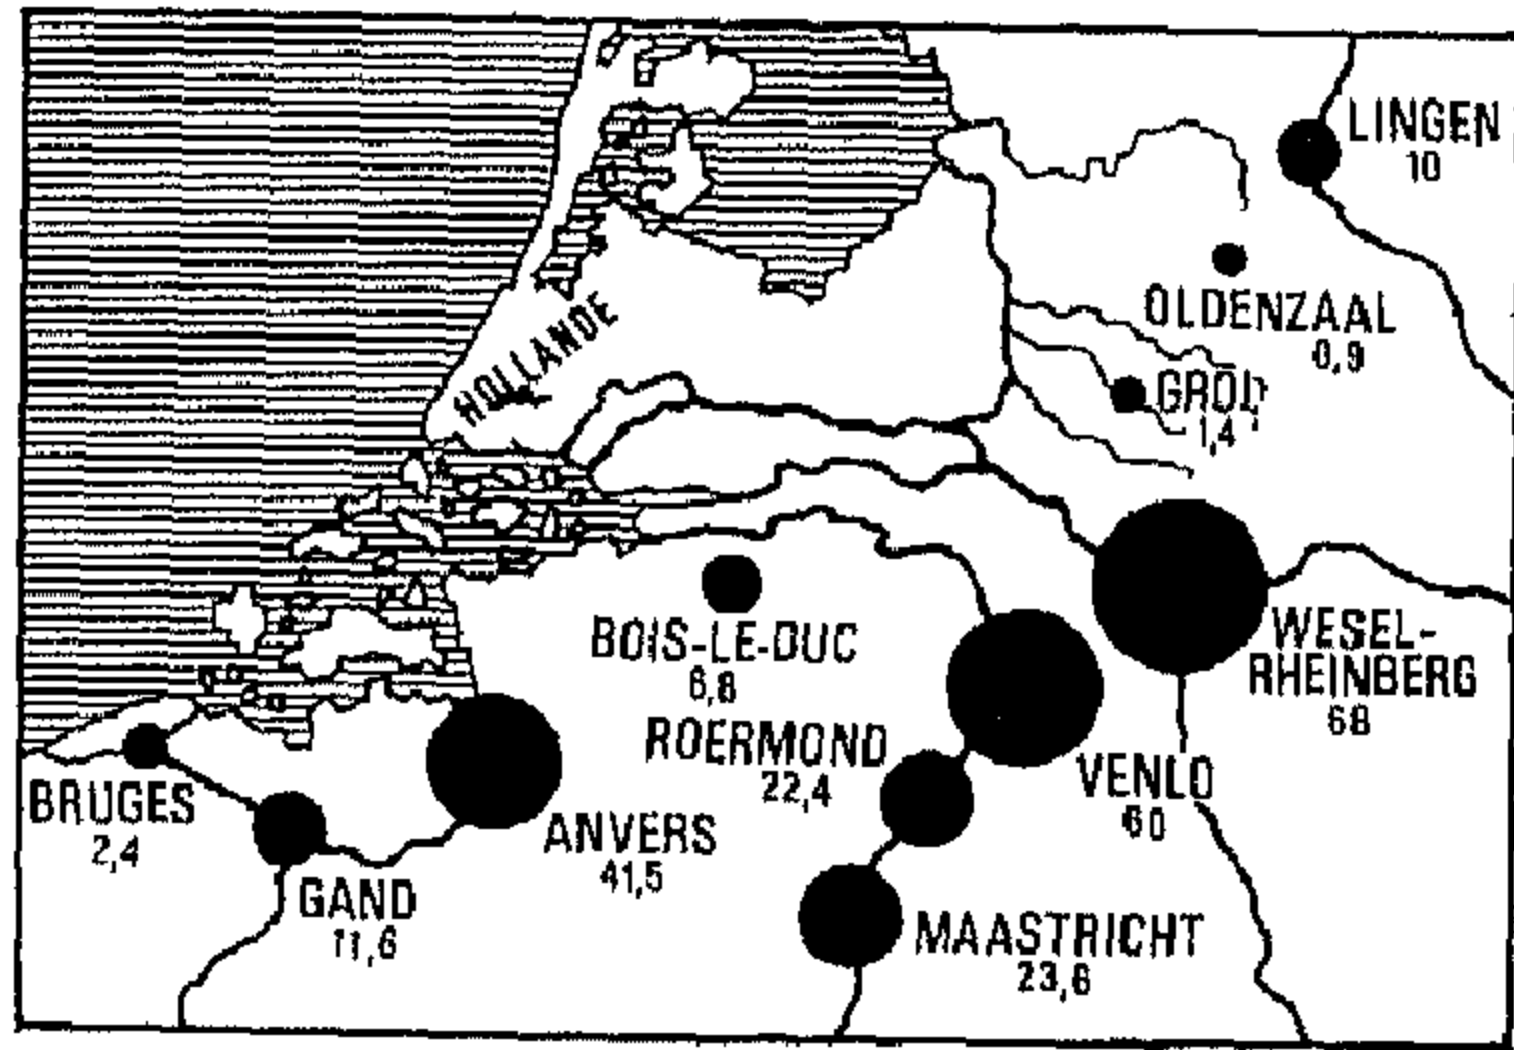 LINGEN
10
OLDENZAAL
0,9
HOLLANDE
GROL
1,4
WESEL-
RHEINBERG
68
BOIS-LE-DUC
6,8
ROERMOND
22,4
VENLO
60
BRUGES
2,4
ANVERS
41,5
GAND
11,6
MAASTRICHT
23,6